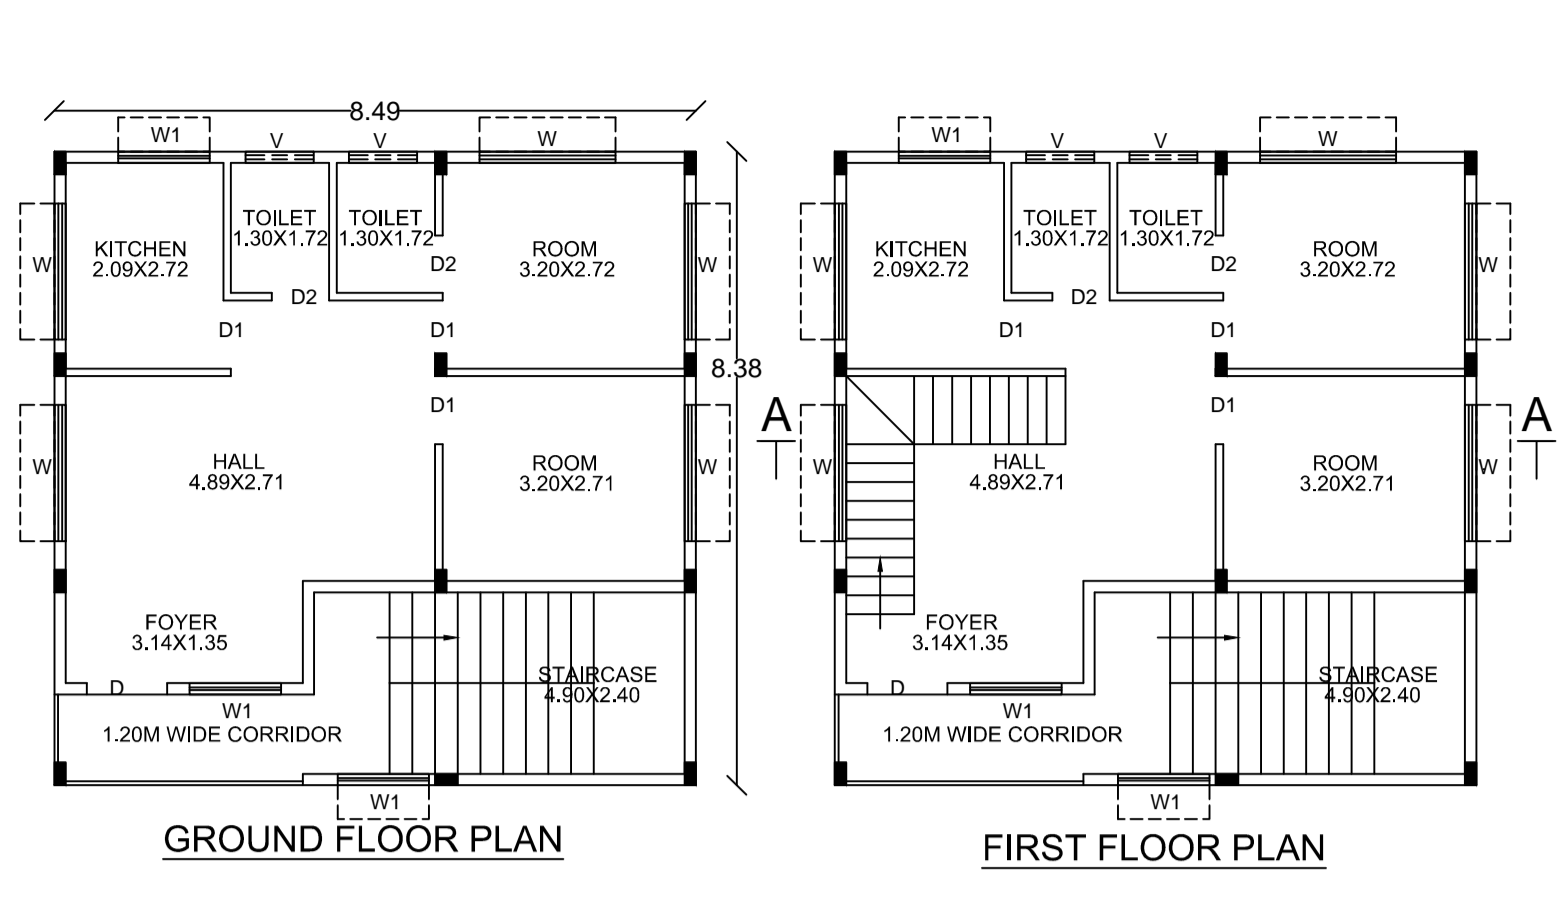 8.49
W1
V
V
W
TOILET
1.30X1.72
TOILET
1.30X1.72
KITCHEN
2.09X2.72
ROOM
3.20X2.72
W
W
D2
D2
D1
D1
8.38
D1
HALL
4.89X2.71
ROOM
3.20X2.71
W
W
FOYER
3.14X1.35
STAIRCASE
4.90X2.40
D
W1
1.20M WIDE CORRIDOR
W1
GROUND FLOOR PLAN
W1
V
V
W
TOILET
1.30X1.72
TOILET
1.30X1.72
KITCHEN
2.09X2.72
ROOM
3.20X2.72
W
W
D2
D2
D1
D1
A
D1
A
HALL
4.89X2.71
ROOM
3.20X2.71
W
W
FOYER
3.14X1.35
STAIRCASE
4.90X2.40
D
W1
1.20M WIDE CORRIDOR
W1
FIRST FLOOR PLAN